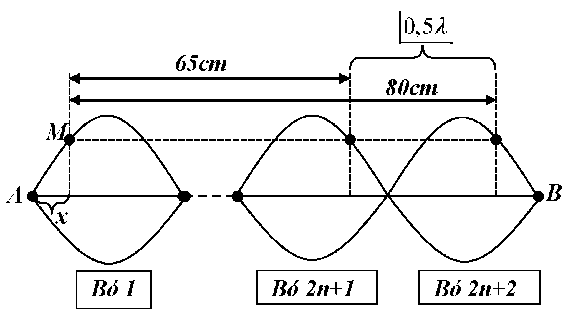 0,5λ
65cm
80cm
M
A
x
B
Bó 1
Bó 2n+1
Bó 2n+2